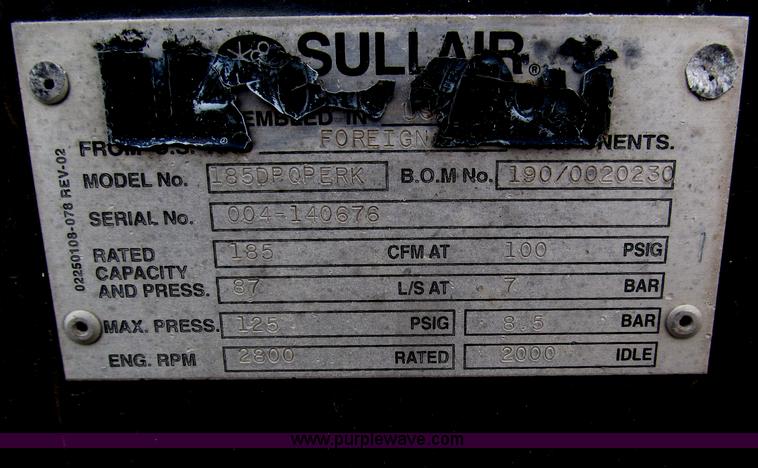 SULLAIR®
EMBLED IN US
FROM U.S. FOREIGN NENTS.
MODEL No. 185DPQPERK B.O.M No. 190/0020230
SERIAL No. 004-140676
RATED CAPACITY AND PRESS. 185 CFM AT 100 PSIG
87 L/S AT 7 BAR
MAX. PRESS. 125 PSIG 8.5 BAR
ENG. RPM 2800 RATED 2000 IDLE
02250108-078 REV-02
www.purplewave.com